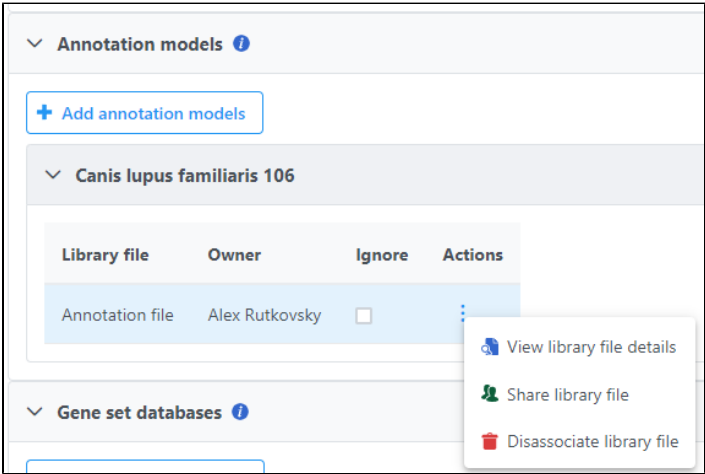 Annotation models
Add annotation models
Canis lupus familiaris 106
Library file Owner Ignore Actions
Annotation file Alex Rutkovsky
View library file details
Share library file
Gene set databases
Disassociate library file